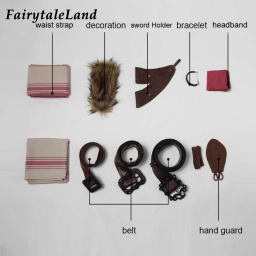 FairytaleLand
waist strap
decoration
sword Holder
bracelet
headband
belt
hand guard